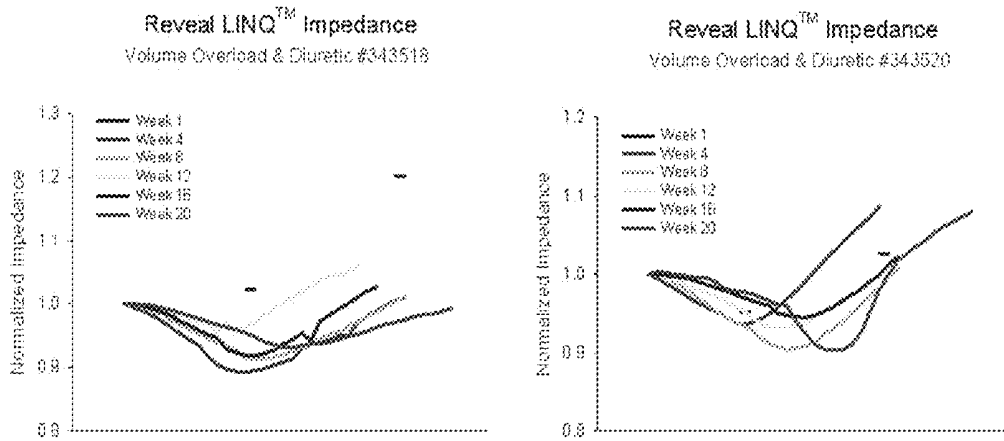 Reveal LINQ™ Impedance
Volume Overload & Diuretic #343518
Normalized Impedance
1.3
1.2
1.1
1.0
0.9
0.8
Week 1
Week 4
Week 8
Week 12
Week 16
Week 20
Reveal LINQ™ Impedance
Volume Overload & Diuretic #343520
Normalized Impedance
1.2
1.1
1.0
0.9
0.8
Week 1
Week 4
Week 8
Week 12
Week 16
Week 20